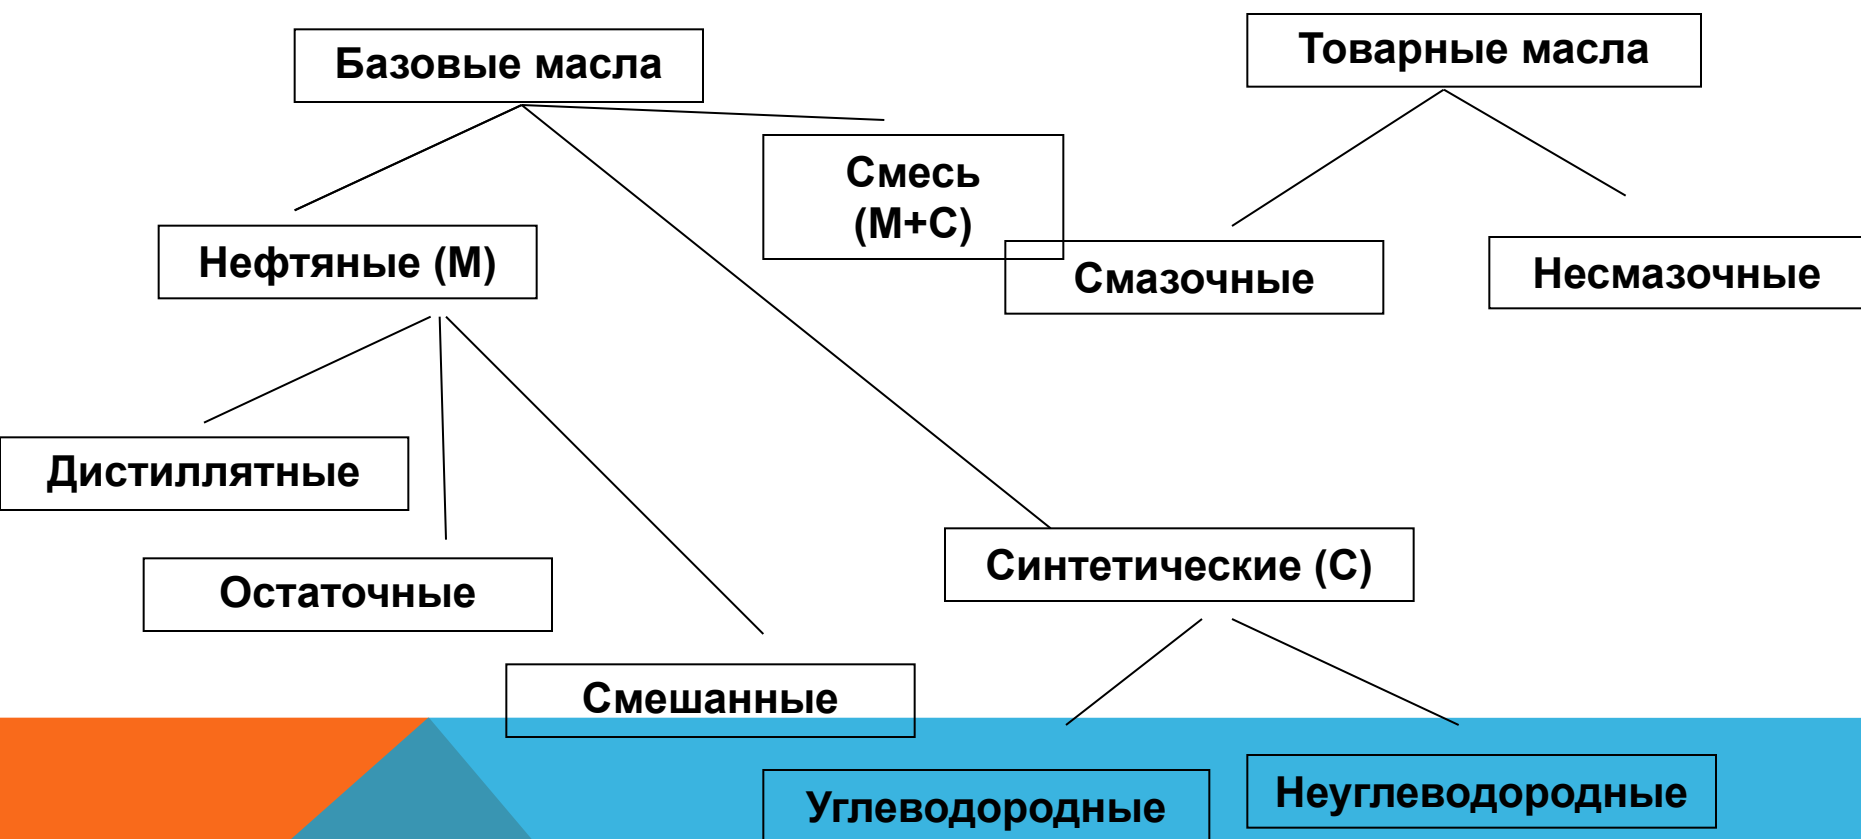 Базовые масла
Товарные масла
Смесь
(М+С)
Нефтяные (М)
Смазочные
Несмазочные
Дистиллятные
Остаточные
Синтетические (С)
Смешанные
Углеводородные
Неуглеводородные